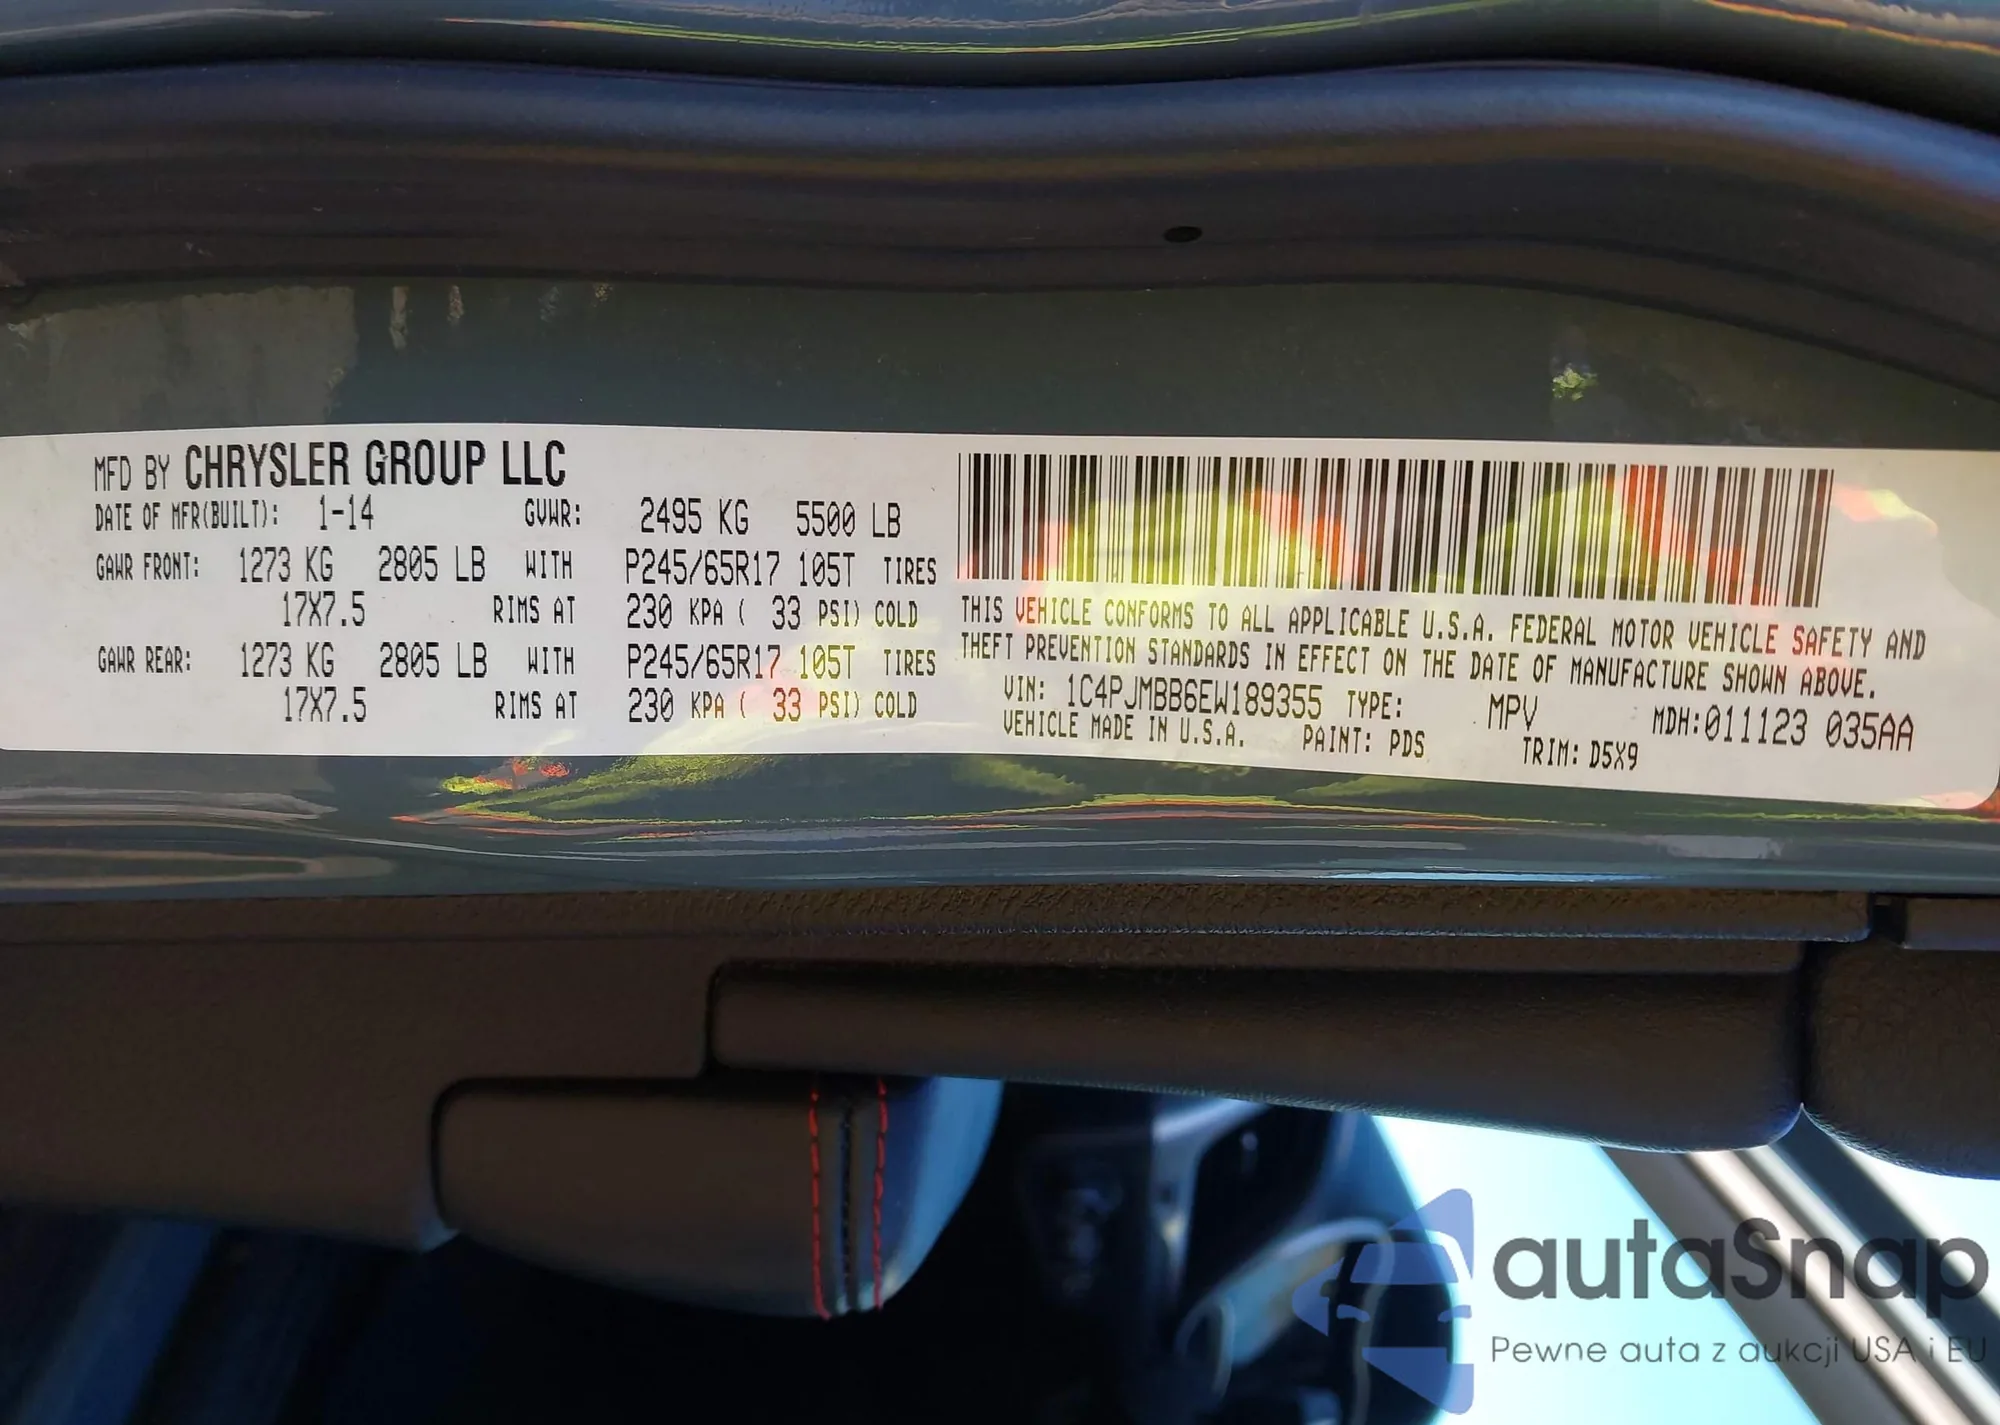 MFD BY CHRYSLER GROUP LLC
DATE OF MFR(BUILT): 1-14 GVWR: 2495 KG 5500 LB
GAWR FRONT: 1273 KG 2805 LB WITH P245/65R17 105T TIRES
17X7.5 RIMS AT 230 KPA ( 33 PSI) COLD
GAWR REAR: 1273 KG 2805 LB WITH P245/65R17 105T TIRES
17X7.5 RIMS AT 230 KPA ( 33 PSI) COLD
THIS VEHICLE CONFORMS TO ALL APPLICABLE U.S.A. FEDERAL MOTOR VEHICLE SAFETY AND
THEFT PREVENTION STANDARDS IN EFFECT ON THE DATE OF MANUFACTURE SHOWN ABOVE.
VIN: 1C4PJMBB6EW189355 TYPE: MPV MDH:011123 035AA
VEHICLE MADE IN U.S.A. PAINT: PDS TRIM: D5X9
autaSnap
Pewne auta z aukcji USA i EU